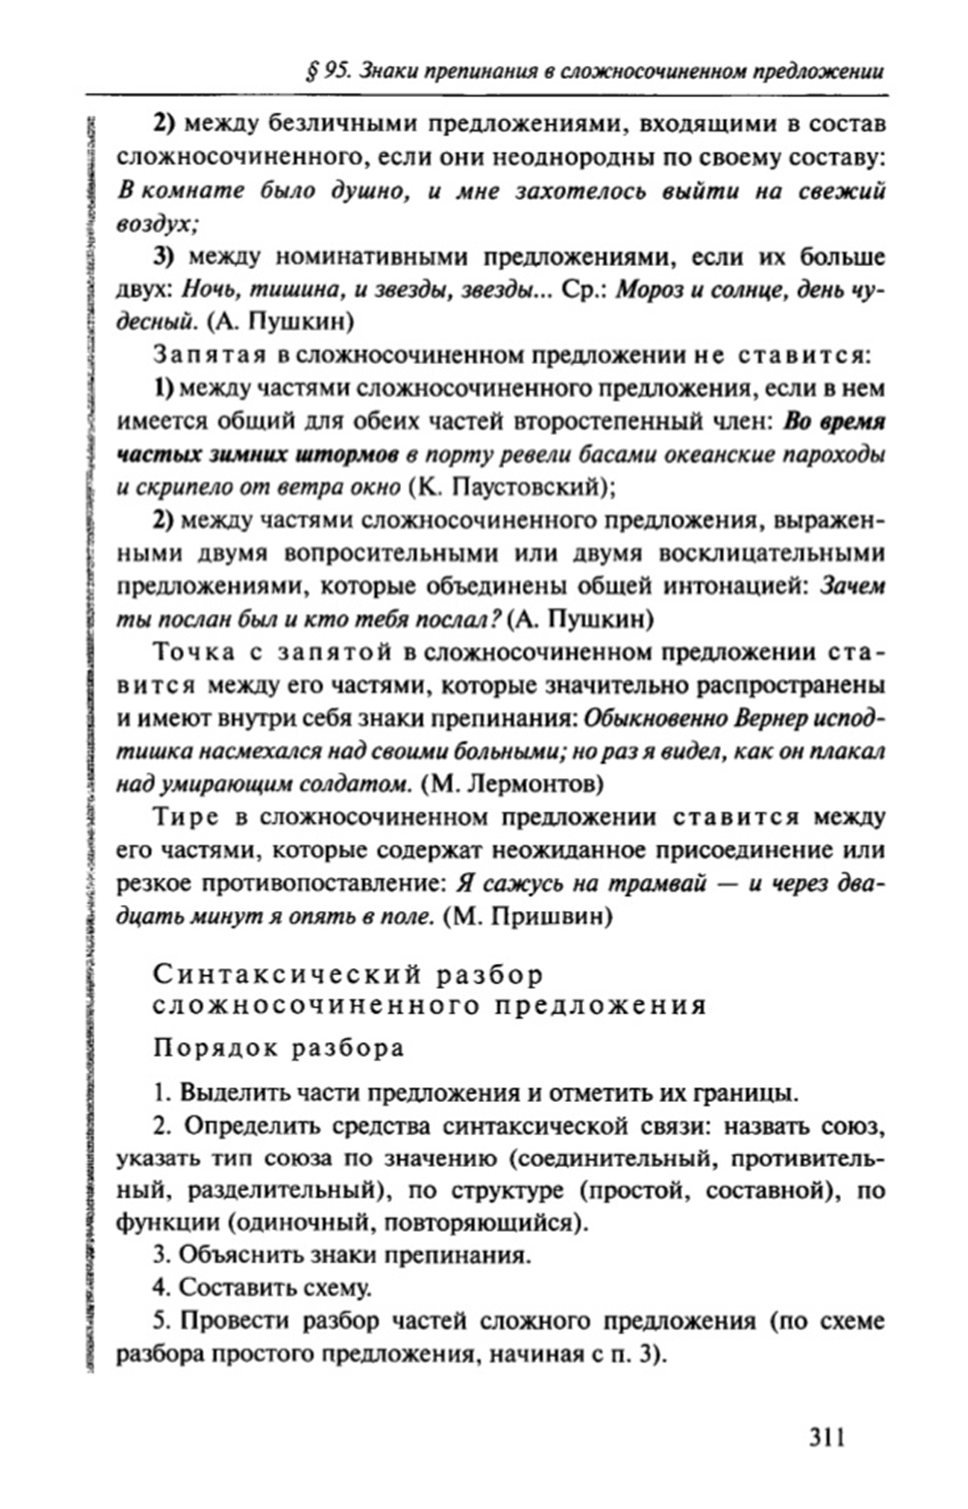 § 95. Знаки препинания в сложносочиненном предложении
2) между безличными предложениями, входящими в состав
сложносочиненного, если они неоднородны по своему составу:
В комнате было душно, и мне захотелось выйти на свежий
воздух;
3) между номинативными предложениями, если их больше
двух: Ночь, тишина, и звезды, звезды... Ср.: Мороз и солнце, день чу-
десный. (А. Пушкин)
Запятая в сложносочиненном предложении не ставится:
1) между частями сложносочиненного предложения, если в нем
имеется общий для обеих частей второстепенный член: Во время
частых зимних штормов в порту ревели басами океанские пароходы
и скрипело от ветра окно (К. Паустовский);
2) между частями сложносочиненного предложения, выражен-
ными двумя вопросительными или двумя восклицательными
предложениями, которые объединены общей интонацией: Зачем
ты послан был и кто тебя послал? (А. Пушкин)
Точка с запятой в сложносочиненном предложении ста-
вится между его частями, которые значительно распространены
и имеют внутри себя знаки препинания: Обыкновенно Вернер испод-
тишка насмехался над своими больными; но раз я видел, как он плакал
над умирающим солдатом. (М. Лермонтов)
Тире в сложносочиненном предложении ставится между
его частями, которые содержат неожиданное присоединение или
резкое противопоставление: Я сажусь на трамвай — и через два-
дцать минут я опять в поле. (М. Пришвин)
Синтаксический разбор
сложносочиненного предложения
Порядок разбора
1. Выделить части предложения и отметить их границы.
2. Определить средства синтаксической связи: назвать союз,
указать тип союза по значению (соединительный, противитель-
ный, разделительный), по структуре (простой, составной), по
функции (одиночный, повторяющийся).
3. Объяснить знаки препинания.
4. Составить схему.
5. Провести разбор частей сложного предложения (по схеме
разбора простого предложения, начиная с п. 3).
311